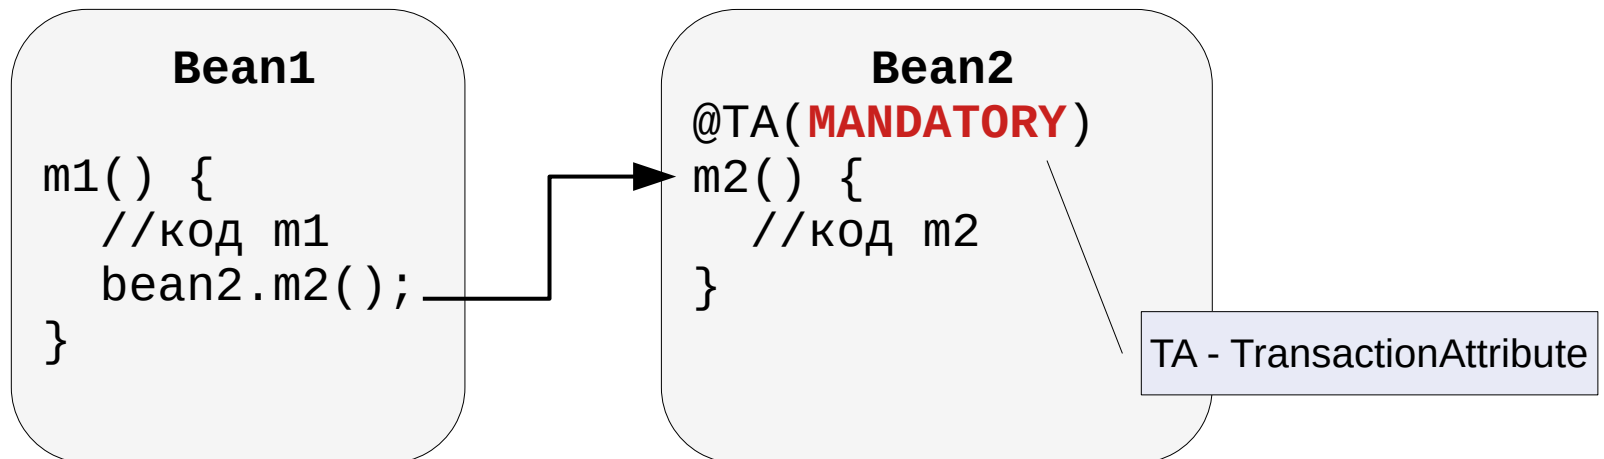 Bean1
m1() {
//код m1
bean2.m2();
}
Bean2
@TA(MANDATORY)
m2() {
//код m2
}
TA - TransactionAttribute